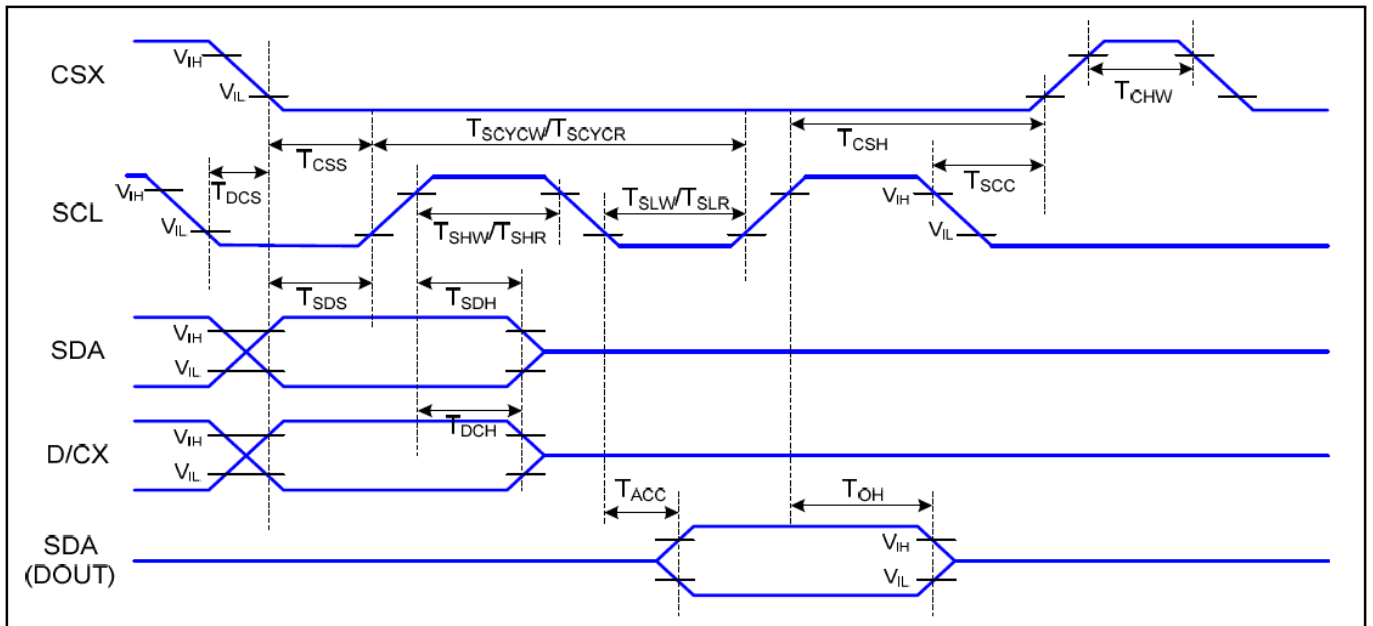 CSX
VIH
VIL
TCHW
TSCYCW/TSCYCR
TCSS
TCSH
TDCS
SCL
VIH
VIL
TSHW/TSHR
TSLW/TSLR
VIH
VIL
TSCC
TSDS
TSDH
SDA
VIH
VIL
TDCH
D/CX
VIH
VIL
TACC
TOH
SDA
(DOUT)
VIH
VIL